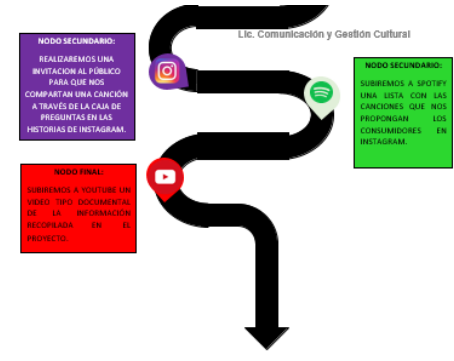 Lic. Comunicación y Gestión Cultural
NODO SECUNDARIO:
REALIZAREMOS UNA
INVITACION AL PÚBLICO
PARA QUE NOS
COMPARTAN UNA CANCIÓN
A TRAVÉS DE LA CAJA DE
PREGUNTAS EN LAS
HISTORIAS DE INSTAGRAM.
NODO SECUNDARIO:
SUBIREMOS A SPOTIFY
UNA LISTA CON LAS
CANCIONES QUE NOS
PROPONGAN LOS
CONSUMIDORES EN
INSTAGRAM.
NODO FINAL:
SUBIREMOS A YOUTUBE UN
VIDEO TIPO DOCUMENTAL
DE LA INFORMACIÓN
RECOPILADA EN EL
PROYECTO.